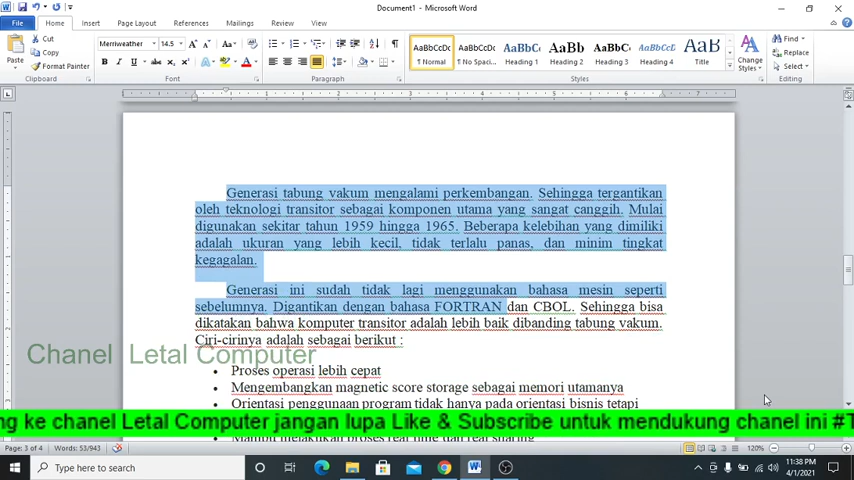 Document1 - Microsoft Word
File Home Insert Page Layout References Mailings Review View
Cut
Copy
Format Painter
Paste
Clipboard
Merriweather 14.5
Font
Paragraph
AaBbCcDc AaBbCcDc AaBbCc AaBb AaBbCc AaBbCcL AaB
¶ Normal ¶ No Spaci... Heading 1 Heading 2 Heading 3 Heading 4 Title
Change Styles
Styles
Find
Replace
Select
Editing
Generasi tabung vakum mengalami perkembangan. Sehingga tergantikan
oleh teknologi transitor sebagai komponen utama yang sangat canggih. Mulai
digunakan sekitar tahun 1959 hingga 1965. Beberapa kelebihan yang dimiliki
adalah ukuran yang lebih kecil, tidak terlalu panas, dan minim tingkat
kegagalan.
Generasi ini sudah tidak lagi menggunakan bahasa mesin seperti
sebelumnya. Digantikan dengan bahasa FORTRAN dan CBOL. Sehingga bisa
dikatakan bahwa komputer transitor adalah lebih baik dibanding tabung vakum.
Ciri-cirinya adalah sebagai berikut :
Chanel Letal Computer
• Proses operasi lebih cepat
• Mengembangkan magnetic score storage sebagai memori utamanya
• Orientasi penggunaan program tidak hanya pada orientasi bisnis tetapi
ng ke chanel Letal Computer jangan lupa Like & Subscribe untuk mendukung chanel ini #T
Page: 3 of 4 Words: 53/943 120%
Type here to search
11:38 PM
4/1/2021